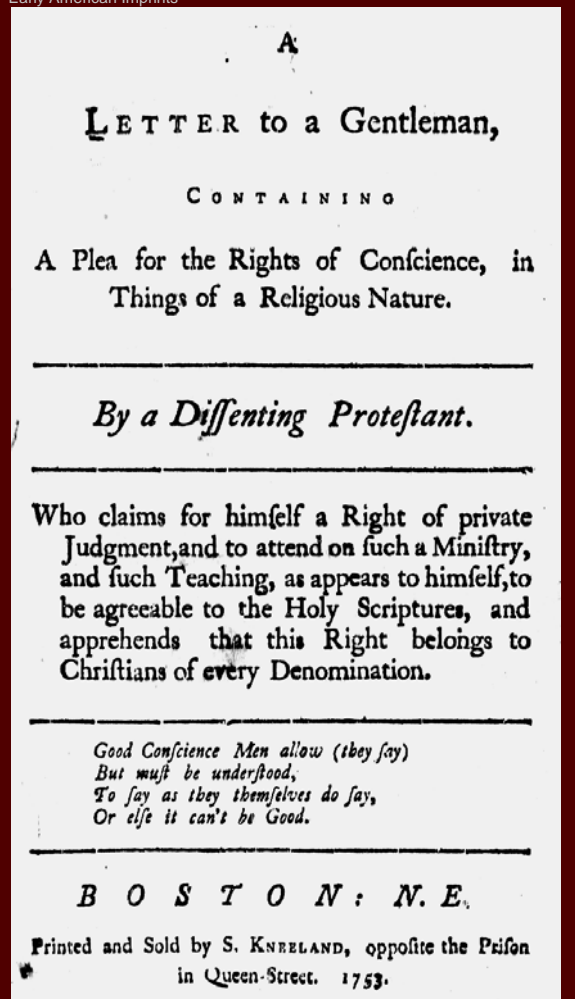 Early American Imprints
A
LETTER to a Gentleman,
CONTAINING
A Plea for the Rights of Conſcience, in
Things of a Religious Nature.
By a Diſſenting Proteſtant.
Who claims for himſelf a Right of private
Judgment,and to attend on ſuch a Miniſtry,
and ſuch Teaching, as appears to himſelf,to
be agreeable to the Holy Scriptures, and
apprehends that this Right belongs to
Chriſtians of every Denomination.
Good Conſcience Men allow (they ſay)
But muſt be underſtood,
To ſay as they themſelves do ſay,
Or elſe it can't be Good.
BOSTON: N. E.
Printed and Sold by S. KNEELAND, oppoſite the Priſon
in Queen-Street. 1753.